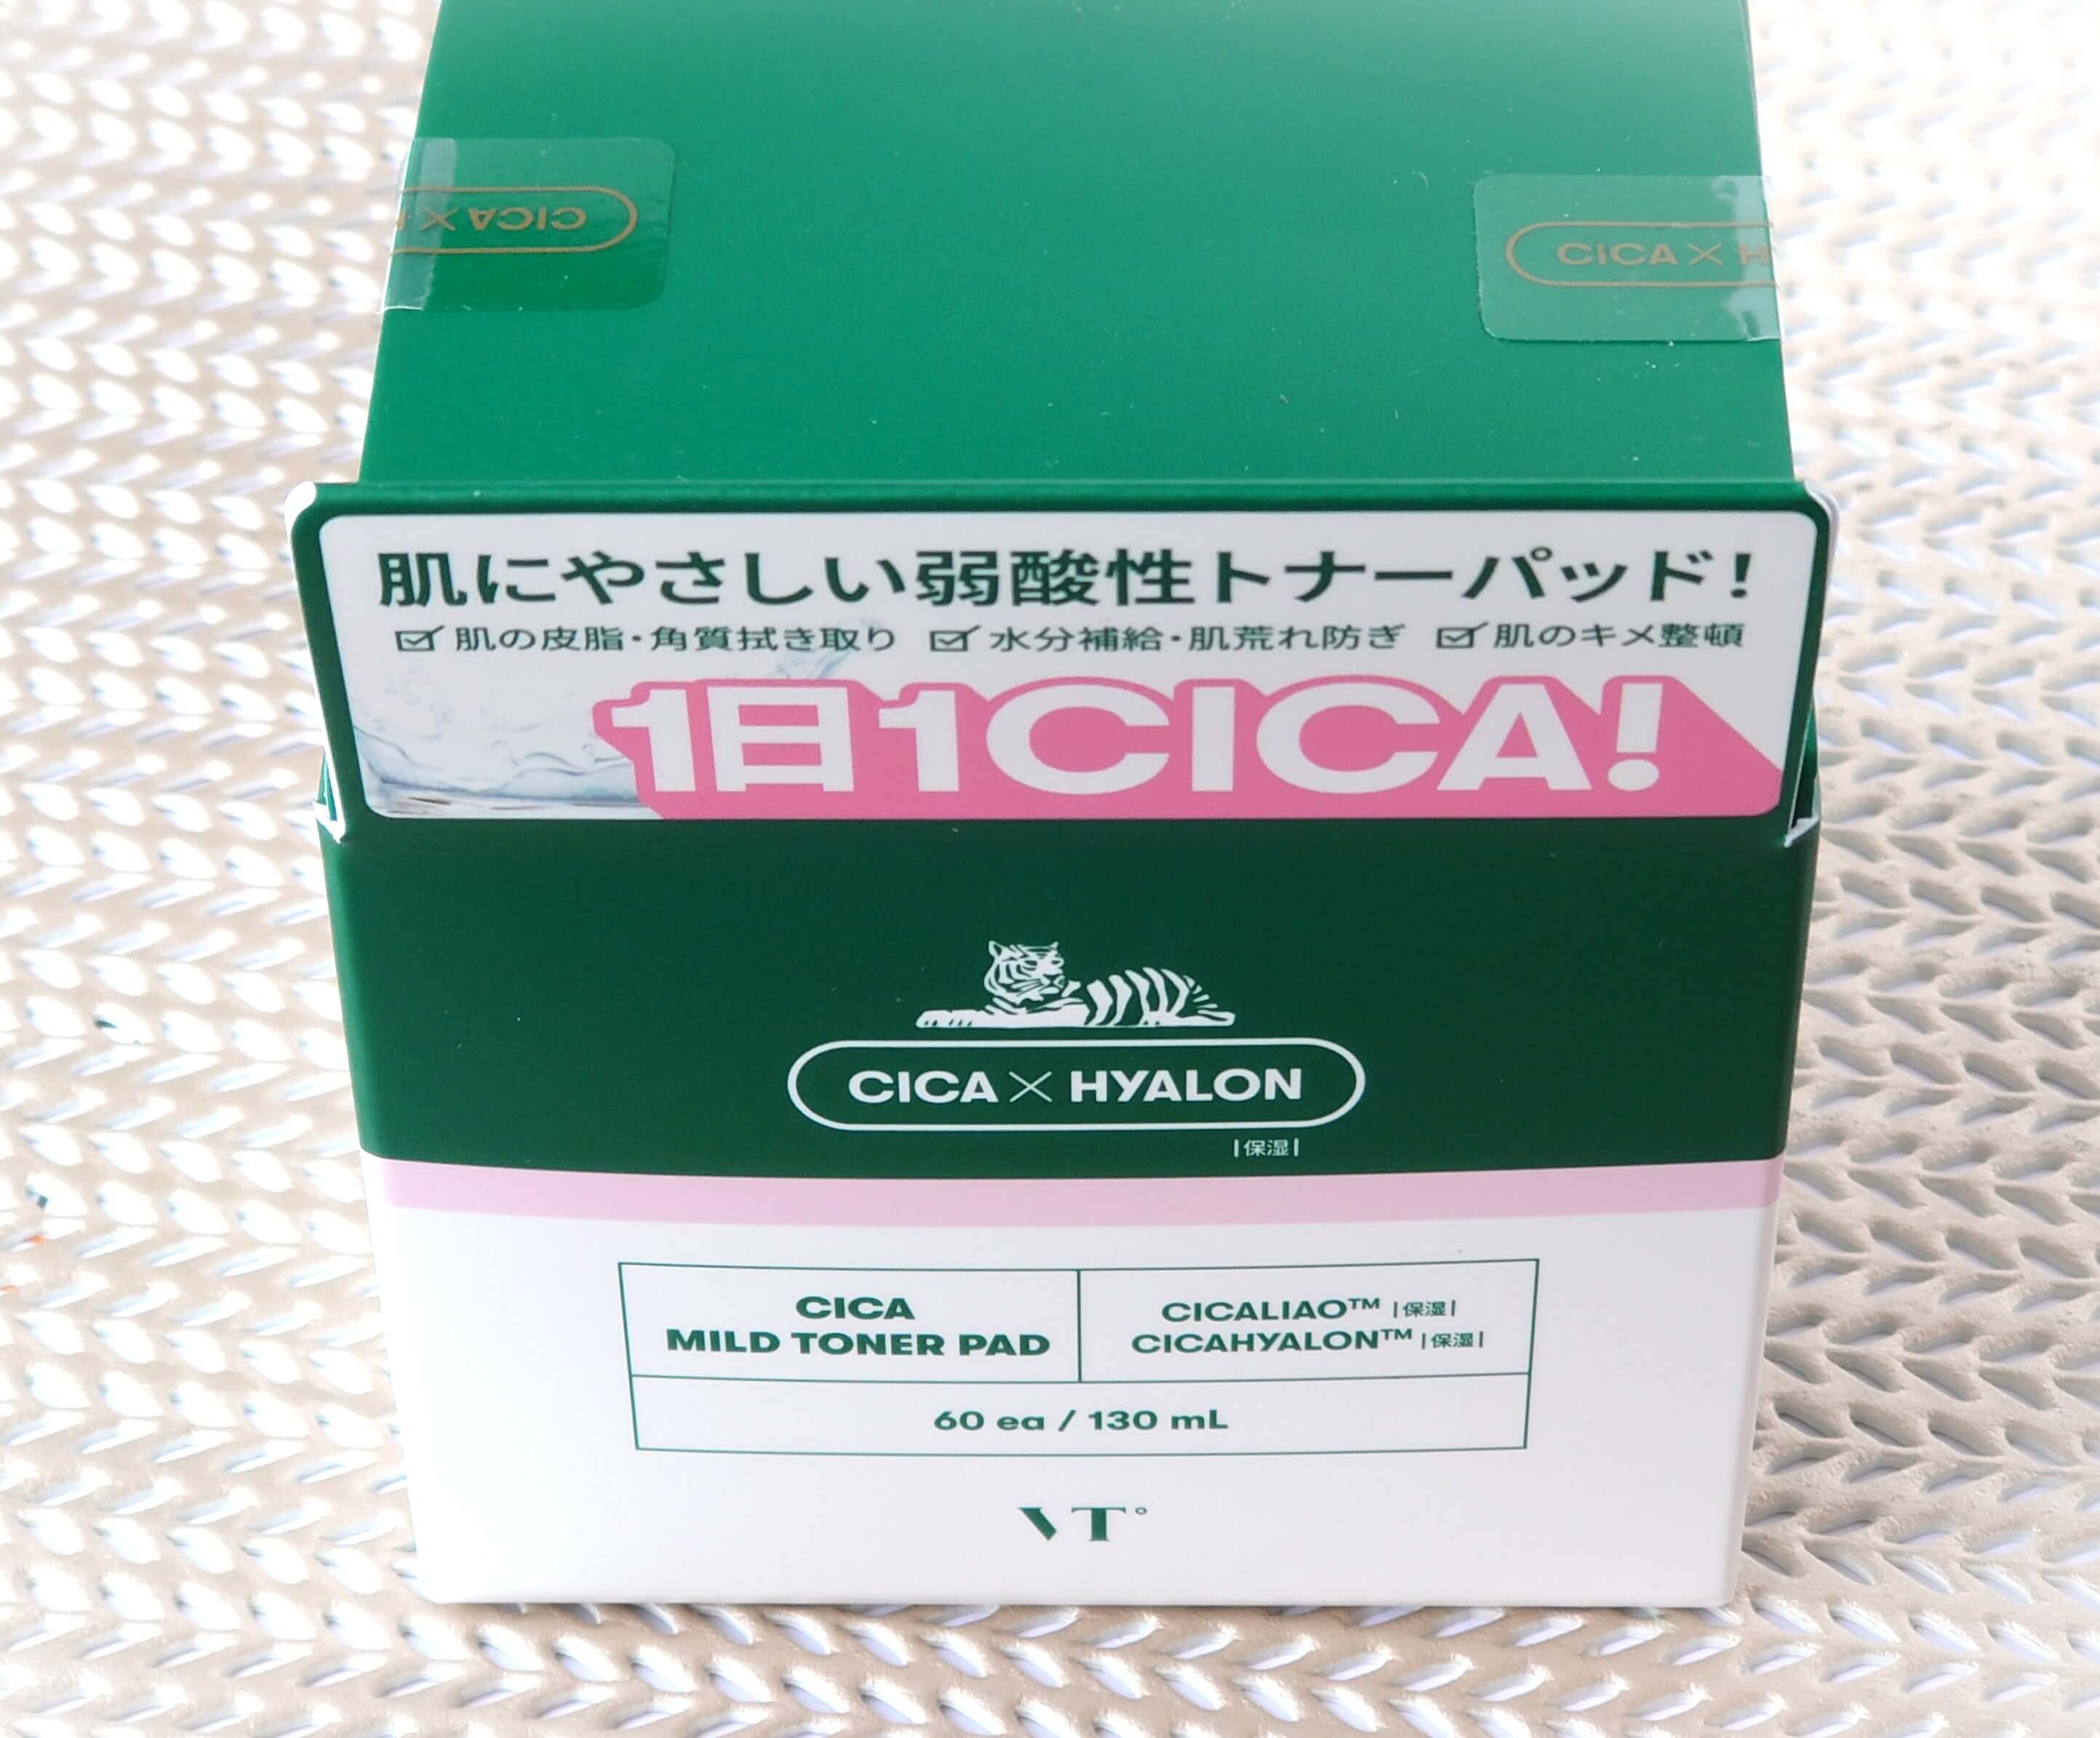 CICA X
CICA X H
肌にやさしい弱酸性トナーパッド!
☑ 肌の皮脂・角質拭き取り ☑ 水分補給・肌荒れ防ぎ ☑ 肌のキメ整頓
1日1CICA!
CICA X HYALON
|保湿|
CICA
MILD TONER PAD
CICALIAO™ |保湿|
CICAHYALON™ |保湿|
60 ea / 130 mL
VT°